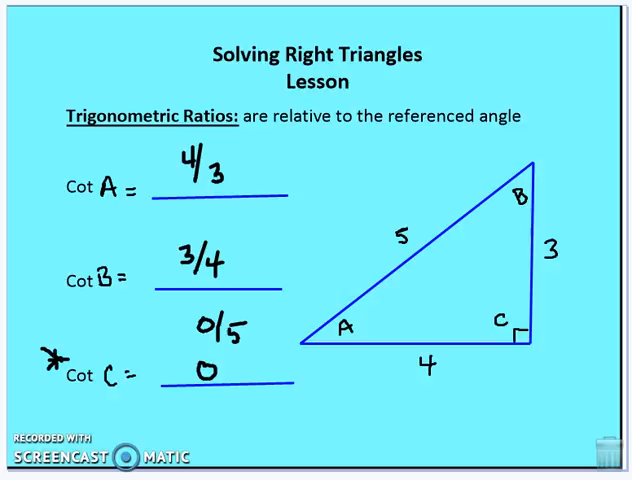 Solving Right Triangles
Lesson
Trigonometric Ratios: are relative to the referenced angle
4/3
Cot A =
3/4
Cot B =
0/5
* Cot C = 0
B
5
3
A
C
4
RECORDED WITH
SCREENCAST MATIC